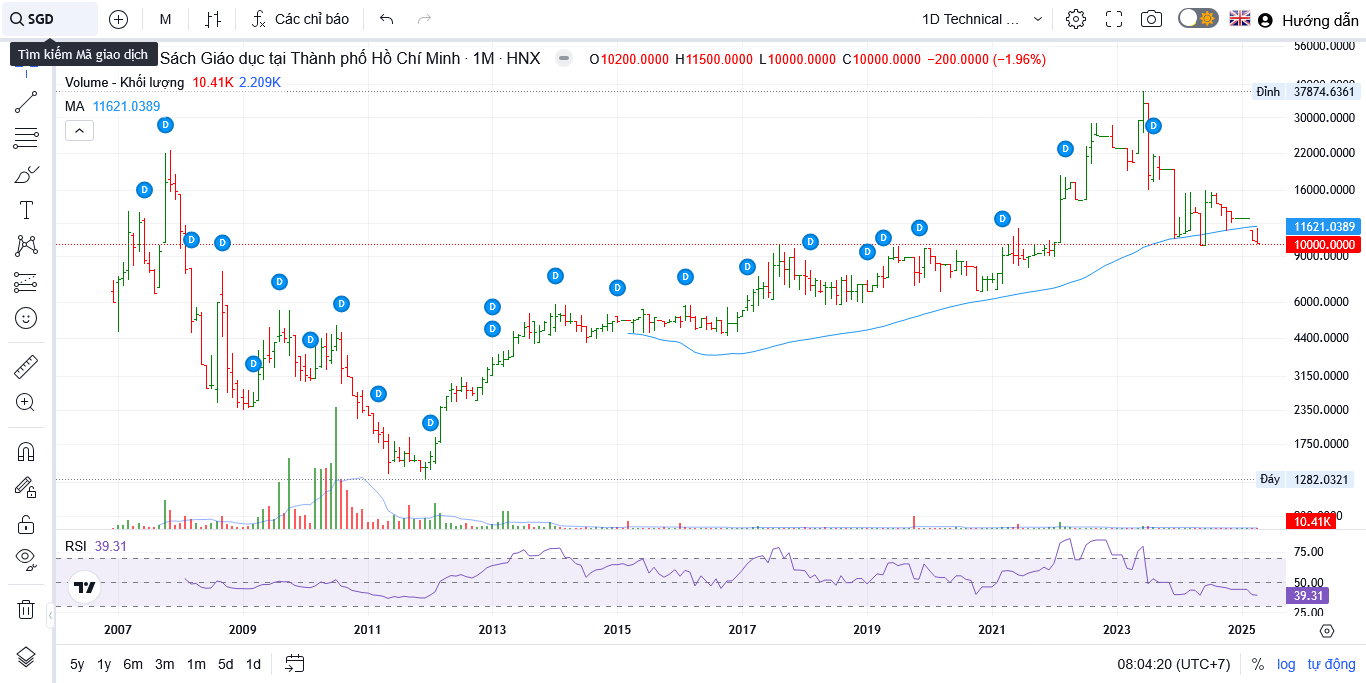 SGD M Các chỉ báo 1D Technical ... Hướng dẫn
Tìm kiếm Mã giao dịch
Sách Giáo dục tại Thành phố Hồ Chí Minh · 1M · HNX O10200.0000 H11500.0000 L10000.0000 C10000.0000 −200.0000 (−1.96%)
Volume - Khối lượng 10.41K 2.209K
MA 11621.0389
56000.0000
Đỉnh 37874.6361
30000.0000
22000.0000
16000.0000
11621.0389
10000.0000
9000.0000
6000.0000
4400.0000
3150.0000
2350.0000
1750.0000
Đáy 1282.0321
10.41K
D D D D D D D D D D D D D D D D D D D D D D D
RSI 39.31
75.00
50.00
39.31
25.00
2007 2009 2011 2013 2015 2017 2019 2021 2023 2025
5y 1y 6m 3m 1m 5d 1d 08:04:20 (UTC+7) % log tự động